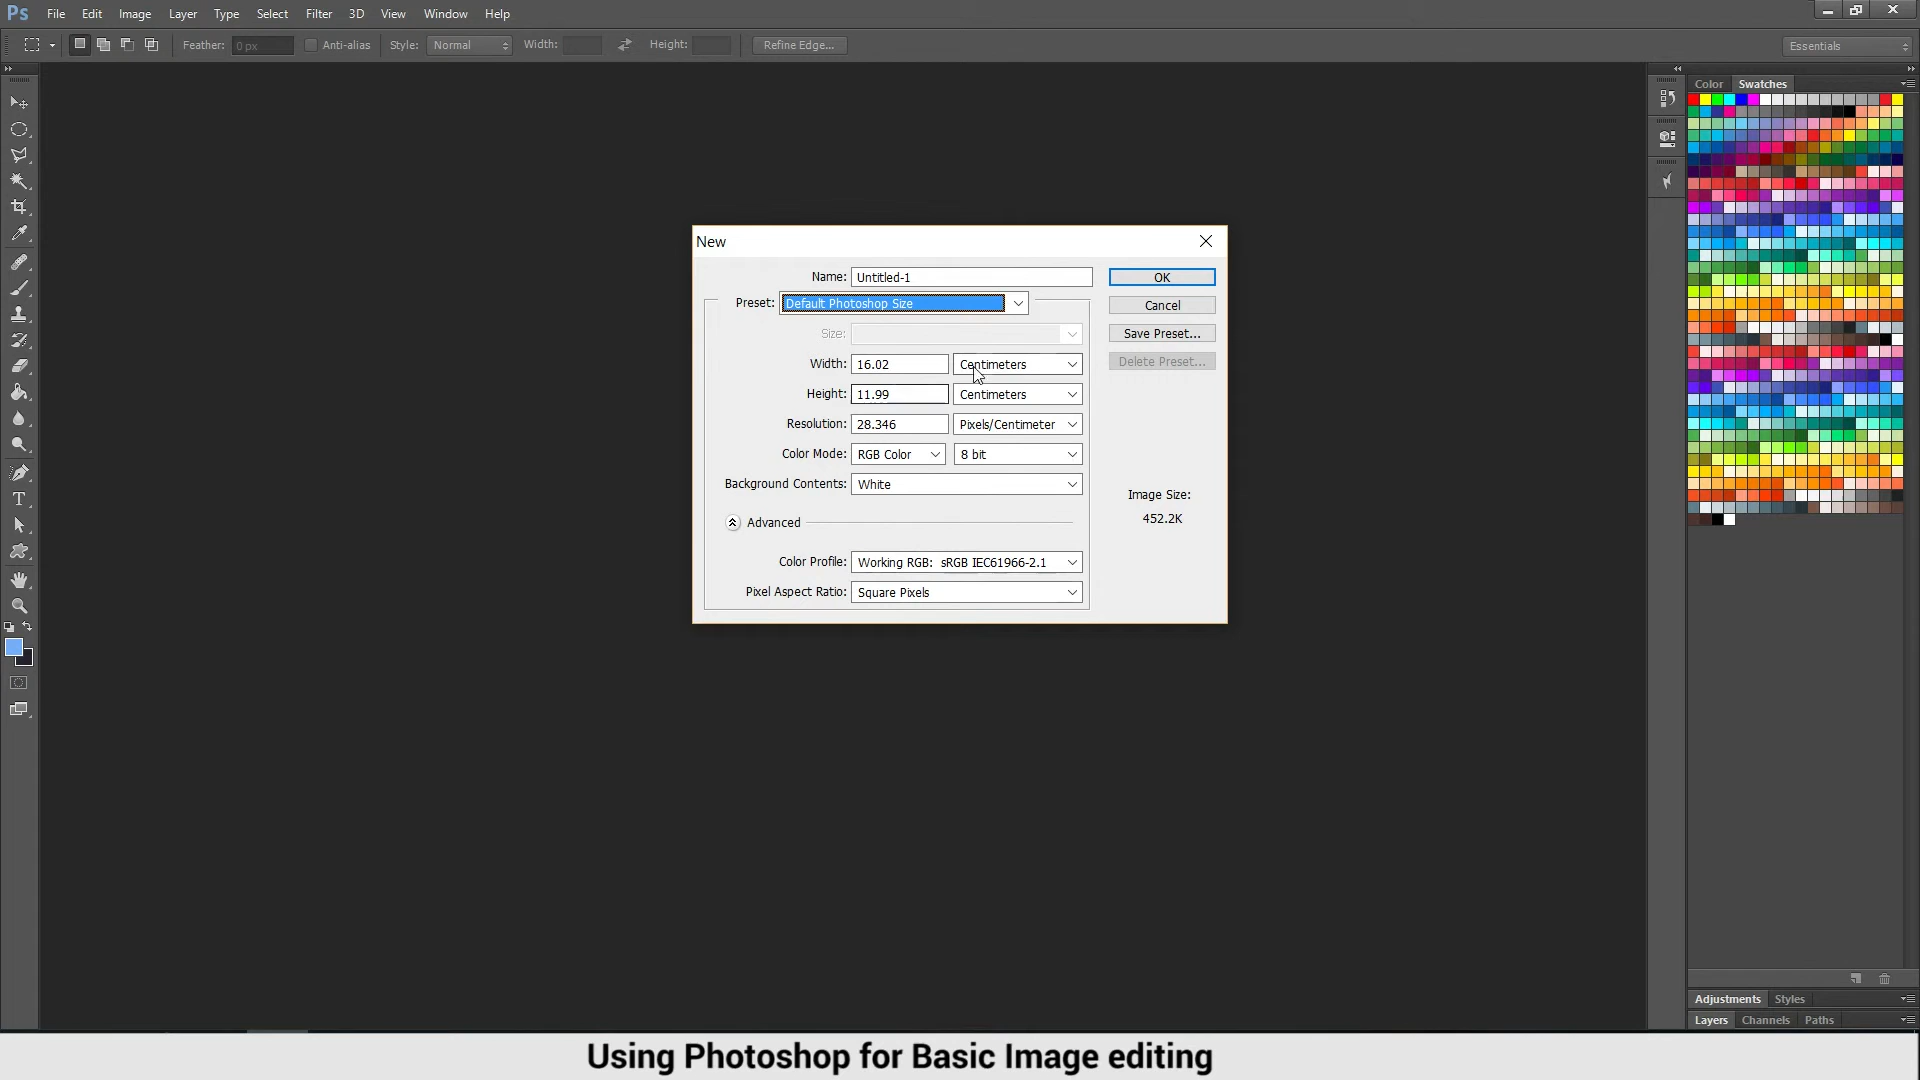 Ps File Edit Image Layer Type Select Filter 3D View Window Help
Feather: 0 px Anti-alias Style: Normal Width: Height: Refine Edge... Essentials
Color Swatches
New
Name: Untitled-1 OK
Preset: Default Photoshop Size Cancel
Size: Save Preset...
Width: 16.02 Centimeters Delete Preset...
Height: 11.99 Centimeters
Resolution: 28.346 Pixels/Centimeter
Color Mode: RGB Color 8 bit
Background Contents: White
Image Size:
452.2K
Advanced
Color Profile: Working RGB: sRGB IEC61966-2.1
Pixel Aspect Ratio: Square Pixels
T
Adjustments Styles
Layers Channels Paths
Using Photoshop for Basic Image editing